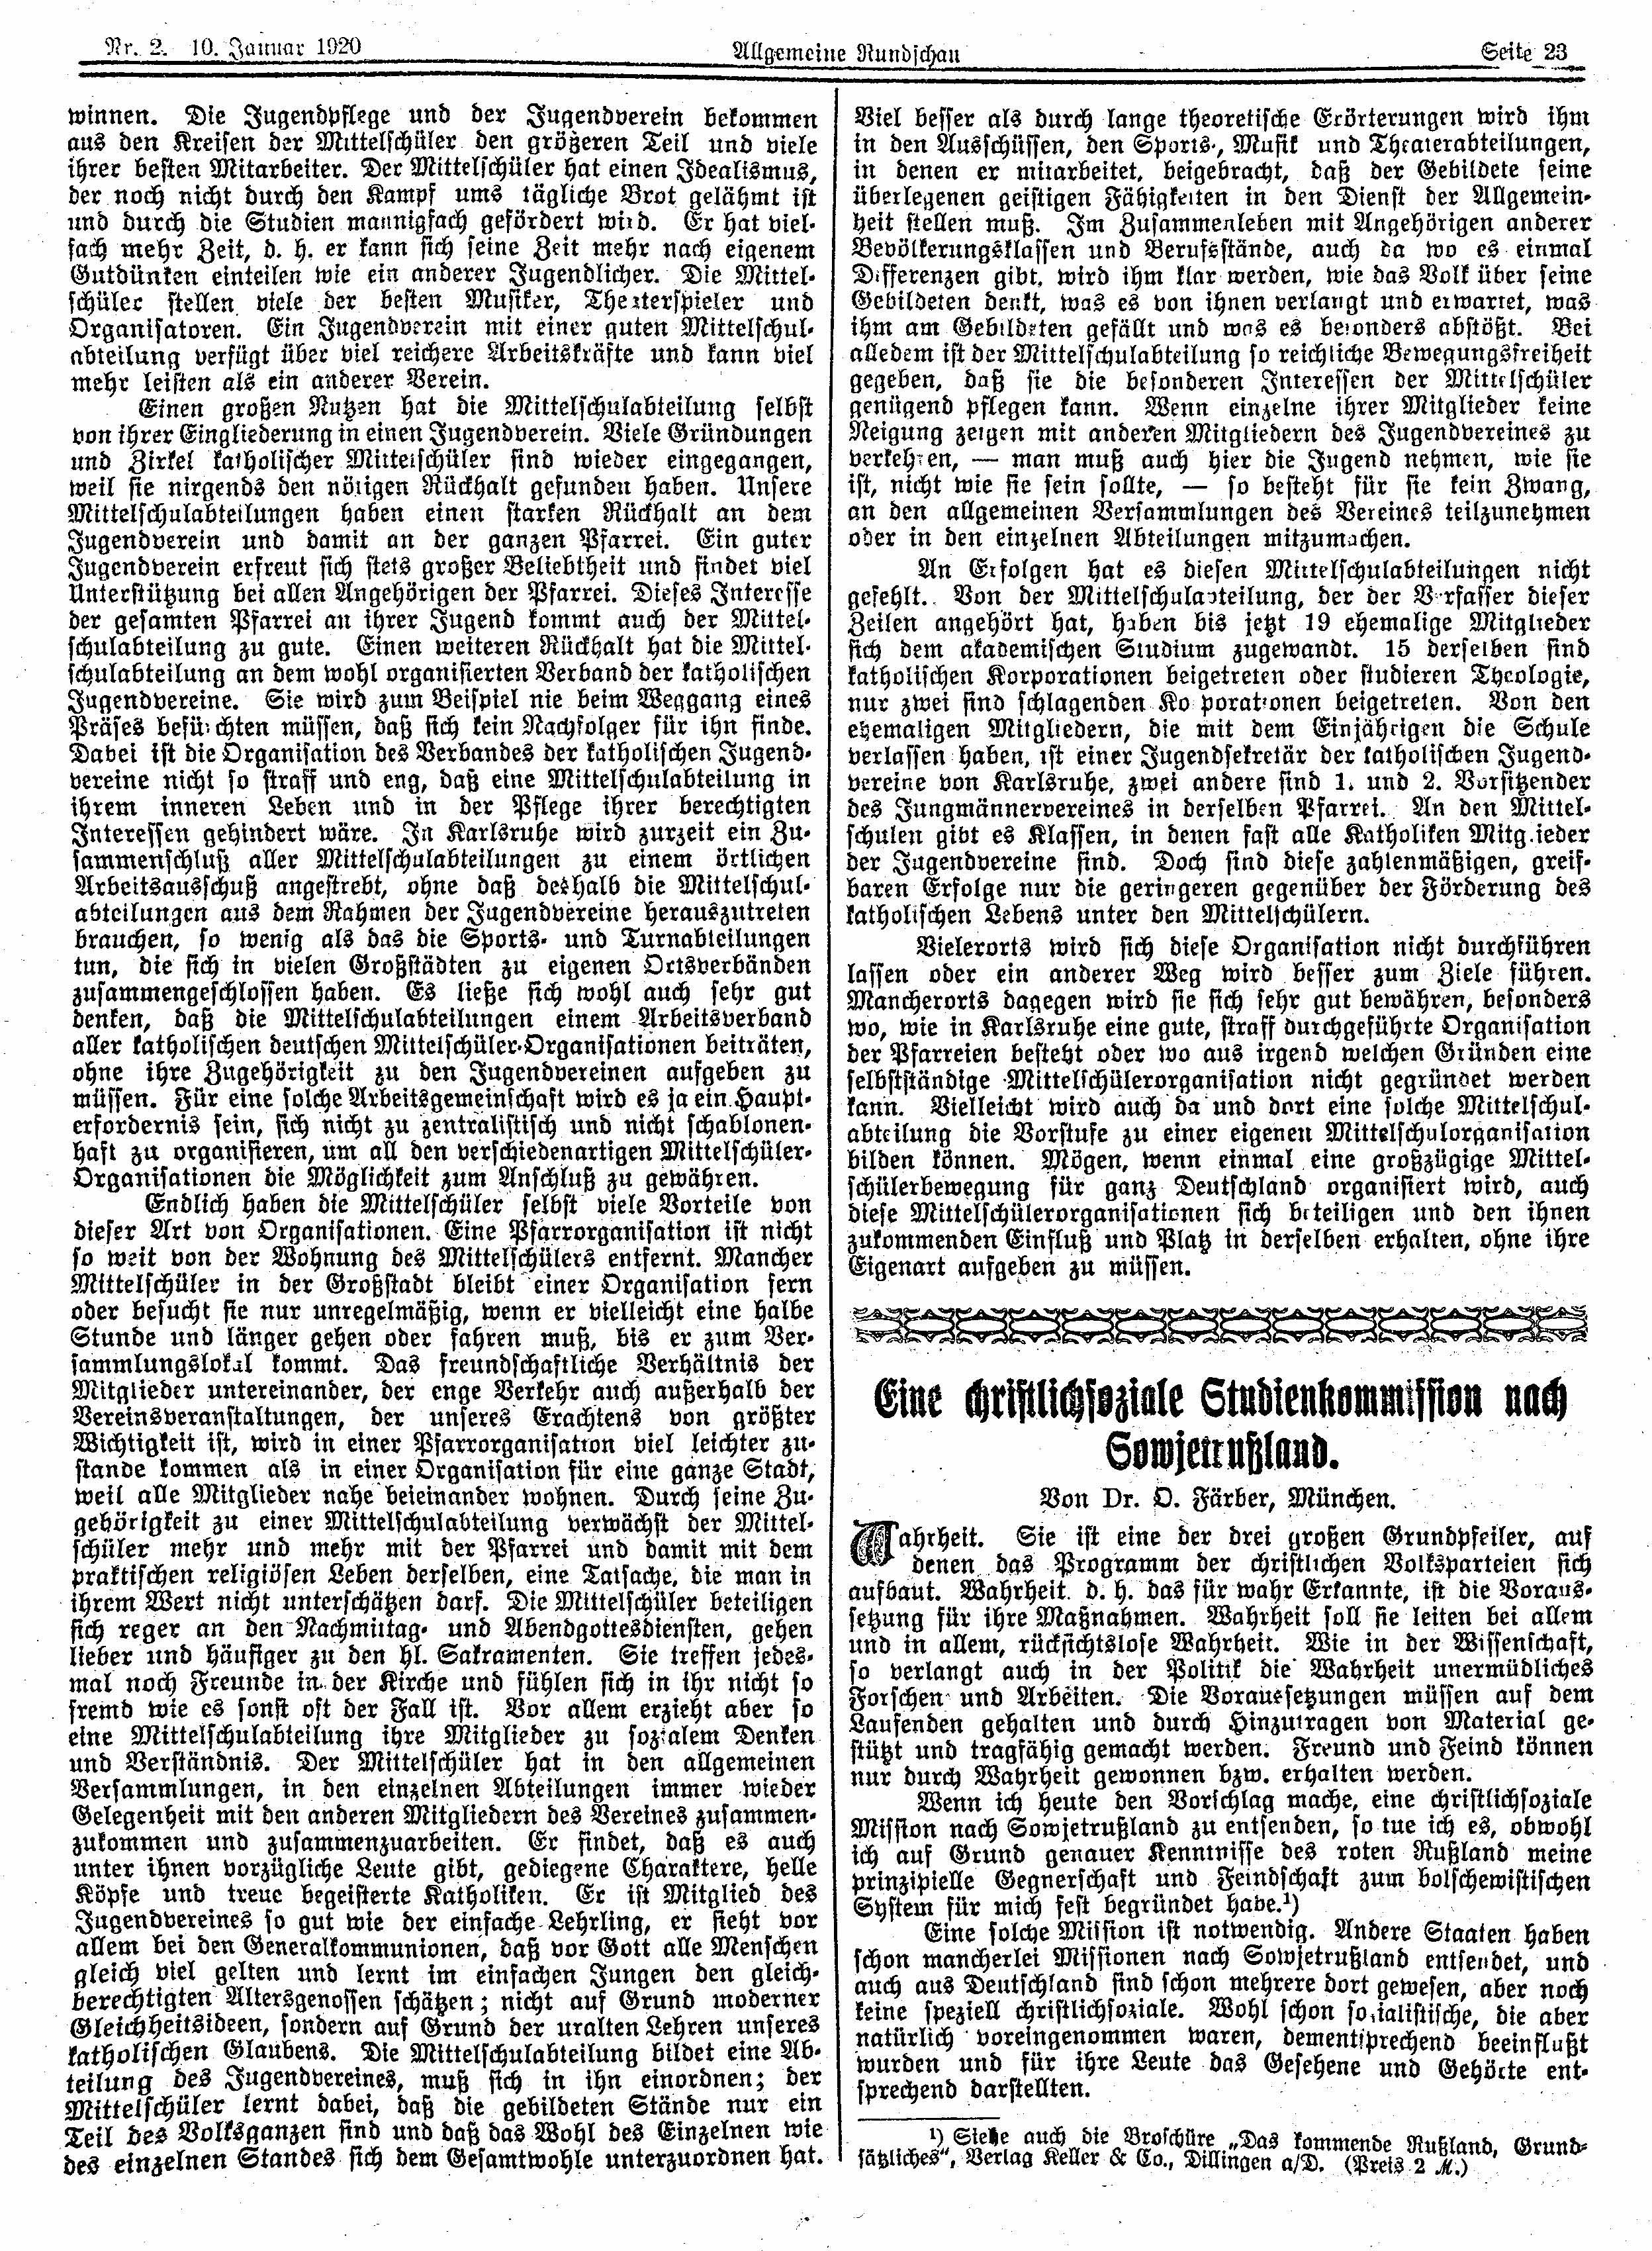 Nr. 2. 10. Januar 1920
Allgemeine Rundschau
Seite 23
winnen. Die Jugendpflege und der Jugendverein bekommen
aus den Kreisen der Mittelschüler den größeren Teil und viele
ihrer besten Mitarbeiter. Der Mittelschüler hat einen Idealismus,
der noch nicht durch den Kampf ums tägliche Brot gelähmt ist
und durch die Studien mannigfach gefördert wird. Er hat viel-
fach mehr Zeit, d. h. er kann sich seine Zeit mehr nach eigenem
Gutdünken einteilen wie ein anderer Jugendlicher. Die Mittel-
schüler stellen viele der besten Musiker, Theaterspieler und
Organisatoren. Ein Jugendverein mit einer guten Mittelschul-
abteilung verfügt über viel reichere Arbeitskräfte und kann viel
mehr leisten als ein anderer Verein.
Einen großen Nutzen hat die Mittelschulabteilung selbst
von ihrer Eingliederung in einen Jugendverein. Viele Gründungen
und Zirkel katholischer Mittelschüler sind wieder eingegangen,
weil sie nirgends den nötigen Rückhalt gefunden haben. Unsere
Mittelschulabteilungen haben einen starken Rückhalt an dem
Jugendverein und damit an der ganzen Pfarrei. Ein guter
Jugendverein erfreut sich stets großer Beliebtheit und findet viel
Unterstützung bei allen Angehörigen der Pfarrei. Dieses Interesse
der gesamten Pfarrei an ihrer Jugend kommt auch der Mittel-
schulabteilung zu gute. Einen weiteren Rückhalt hat die Mittel-
schulabteilung an dem wohl organisierten Verband der katholischen
Jugendvereine. Sie wird zum Beispiel nie beim Weggang eines
Präses befürchten müssen, daß sich kein Nachfolger für ihn finde.
Dabei ist die Organisation des Verbandes der katholischen Jugend-
vereine nicht so straff und eng, daß eine Mittelschulabteilung in
ihrem inneren Leben und in der Pflege ihrer berechtigten
Interessen gehindert wäre. In Karlsruhe wird zurzeit ein Zu-
sammenschluß aller Mittelschulabteilungen zu einem örtlichen
Arbeitsausschuß angestrebt, ohne daß deshalb die Mittelschul-
abteilungen aus dem Rahmen der Jugendvereine herauszutreten
brauchen, so wenig als das die Sports- und Turnabteilungen
tun, die sich in vielen Großstädten zu eigenen Ortsverbänden
zusammengeschlossen haben. Es ließe sich wohl auch sehr gut
denken, daß die Mittelschulabteilungen einem Arbeitsverband
aller katholischen deutschen Mittelschüler-Organisationen beiträten,
ohne ihre Zugehörigkeit zu den Jugendvereinen aufgeben zu
müssen. Für eine solche Arbeitsgemeinschaft wird es ja ein Haupt-
erfordernis sein, sich nicht zu zentralistisch und nicht schablonen-
haft zu organisieren, um all den verschiedenartigen Mittelschüler-
Organisationen die Möglichkeit zum Anschluß zu gewähren.
Endlich haben die Mittelschüler selbst viele Vorteile von
dieser Art von Organisationen. Eine Pfarrorganisation ist nicht
so weit von der Wohnung des Mittelschülers entfernt. Mancher
Mittelschüler in der Großstadt bleibt einer Organisation fern
oder besucht sie nur unregelmäßig, wenn er vielleicht eine halbe
Stunde und länger gehen oder fahren muß, bis er zum Ver-
sammlungslokal kommt. Das freundschaftliche Verhältnis der
Mitglieder untereinander, der enge Verkehr auch außerhalb der
Vereinsveranstaltungen, der unseres Erachtens von größter
Wichtigkeit ist, wird in einer Pfarrorganisation viel leichter zu-
stande kommen als in einer Organisation für eine ganze Stadt,
weil alle Mitglieder nahe beieinander wohnen. Durch seine Zu-
gehörigkeit zu einer Mittelschulabteilung verwächst der Mittel-
schüler mehr und mehr mit der Pfarrei und damit mit dem
praktischen religiösen Leben derselben, eine Tatsache, die man in
ihrem Wert nicht unterschätzen darf. Die Mittelschüler beteiligen
sich reger an den Nachmittag- und Abendgottesdiensten, gehen
lieber und häufiger zu den hl. Sakramenten. Sie treffen jedes-
mal noch Freunde in der Kirche und fühlen sich in ihr nicht so
fremd wie es sonst oft der Fall ist. Vor allem erzieht aber so
eine Mittelschulabteilung ihre Mitglieder zu sozialem Denken
und Verständnis. Der Mittelschüler hat in den allgemeinen
Versammlungen, in den einzelnen Abteilungen immer wieder
Gelegenheit mit den anderen Mitgliedern des Vereines zusammen-
zukommen und zusammenzuarbeiten. Er findet, daß es auch
unter ihnen vorzügliche Leute gibt, gediegene Charaktere, helle
Köpfe und treue begeisterte Katholiken. Er ist Mitglied des
Jugendvereines so gut wie der einfache Lehrling, er sieht vor
allem bei den Generalkommunionen, daß vor Gott alle Menschen
gleich viel gelten und lernt im einfachen Jungen den gleich-
berechtigten Altersgenossen schätzen; nicht auf Grund moderner
Gleichheitsideen, sondern auf Grund der uralten Lehren unseres
katholischen Glaubens. Die Mittelschulabteilung bildet eine Ab-
teilung des Jugendvereines, muß sich in ihn einordnen; der
Mittelschüler lernt dabei, daß die gebildeten Stände nur ein
Teil des Volksganzen sind und daß das Wohl des Einzelnen wie
des einzelnen Standes sich dem Gesamtwohle unterzuordnen hat.
Viel besser als durch lange theoretische Erörterungen wird ihm
in den Ausschüssen, den Sports-, Musik und Theaterabteilungen,
in denen er mitarbeitet, beigebracht, daß der Gebildete seine
überlegenen geistigen Fähigkeiten in den Dienst der Allgemein-
heit stellen muß. Im Zusammenleben mit Angehörigen anderer
Bevölkerungsklassen und Berufsstände, auch da wo es einmal
Differenzen gibt, wird ihm klar werden, wie das Volk über seine
Gebildeten denkt, was es von ihnen verlangt und erwartet, was
ihm am Gebildeten gefällt und was es besonders abstößt. Bei
alledem ist der Mittelschulabteilung so reichliche Bewegungsfreiheit
gegeben, daß sie die besonderen Interessen der Mittelschüler
genügend pflegen kann. Wenn einzelne ihrer Mitglieder keine
Neigung zeigen mit anderen Mitgliedern des Jugendvereines zu
verkehren, — man muß auch hier die Jugend nehmen, wie sie
ist, nicht wie sie sein sollte, — so besteht für sie kein Zwang,
an den allgemeinen Versammlungen des Vereines teilzunehmen
oder in den einzelnen Abteilungen mitzumachen.
An Erfolgen hat es diesen Mittelschulabteilungen nicht
gefehlt. Von der Mittelschulabteilung, der der Verfasser dieser
Zeilen angehört hat, haben bis jetzt 19 ehemalige Mitglieder
sich dem akademischen Studium zugewandt. 15 derselben sind
katholischen Korporationen beigetreten oder studieren Theologie,
nur zwei sind schlagenden Korporationen beigetreten. Von den
ehemaligen Mitgliedern, die mit dem Einjährigen die Schule
verlassen haben, ist einer Jugendsekretär der katholischen Jugend-
vereine von Karlsruhe, zwei andere sind 1. und 2. Vorsitzender
des Jungmännervereines in derselben Pfarrei. An den Mittel-
schulen gibt es Klassen, in denen fast alle Katholiken Mitglieder
der Jugendvereine sind. Doch sind diese zahlenmäßigen, greif-
baren Erfolge nur die geringeren gegenüber der Förderung des
katholischen Lebens unter den Mittelschülern.
Vielerorts wird sich diese Organisation nicht durchführen
lassen oder ein anderer Weg wird besser zum Ziele führen.
Mancherorts dagegen wird sie sich sehr gut bewähren, besonders
wo, wie in Karlsruhe eine gute, straff durchgeführte Organisation
der Pfarreien besteht oder wo aus irgend welchen Gründen eine
selbstständige Mittelschülerorganisation nicht gegründet werden
kann. Vielleicht wird auch da und dort eine solche Mittelschul-
abteilung die Vorstufe zu einer eigenen Mittelschulorganisation
bilden können. Mögen, wenn einmal eine großzügige Mittel-
schülerbewegung für ganz Deutschland organisiert wird, auch
diese Mittelschülerorganisationen sich beteiligen und den ihnen
zukommenden Einfluß und Platz in derselben erhalten, ohne ihre
Eigenart aufgeben zu müssen.
Eine christlichsoziale Studienkommission nach
Sowjetrußland.
Von Dr. O. Färber, München.
Wahrheit. Sie ist eine der drei großen Grundpfeiler, auf
denen das Programm der christlichen Volksparteien sich
aufbaut. Wahrheit d. h. das für wahr Erkannte, ist die Voraus-
setzung für ihre Maßnahmen. Wahrheit soll sie leiten bei allem
und in allem, rücksichtslose Wahrheit. Wie in der Wissenschaft,
so verlangt auch in der Politik die Wahrheit unermüdliches
Forschen und Arbeiten. Die Voraussetzungen müssen auf dem
Laufenden gehalten und durch Hinzutragen von Material ge-
stützt und tragfähig gemacht werden. Freund und Feind können
nur durch Wahrheit gewonnen bzw. erhalten werden.
Wenn ich heute den Vorschlag mache, eine christlichsoziale
Mission nach Sowjetrußland zu entsenden, so tue ich es, obwohl
ich auf Grund genauer Kenntnisse des roten Rußland meine
prinzipielle Gegnerschaft und Feindschaft zum bolschewistischen
System für mich fest begründet habe.¹)
Eine solche Mission ist notwendig. Andere Staaten haben
schon mancherlei Missionen nach Sowjetrußland entsendet, und
auch aus Deutschland sind schon mehrere dort gewesen, aber noch
keine speziell christlichsoziale. Wohl schon sozialistische, die aber
natürlich voreingenommen waren, dementsprechend beeinflußt
wurden und für ihre Leute das Gesehene und Gehörte ent-
sprechend darstellten.
¹) Siehe auch die Broschüre „Das kommende Rußland, Grund-
sätzliches“, Verlag Keller & Co., Dillingen a/D. (Preis 2 M.)